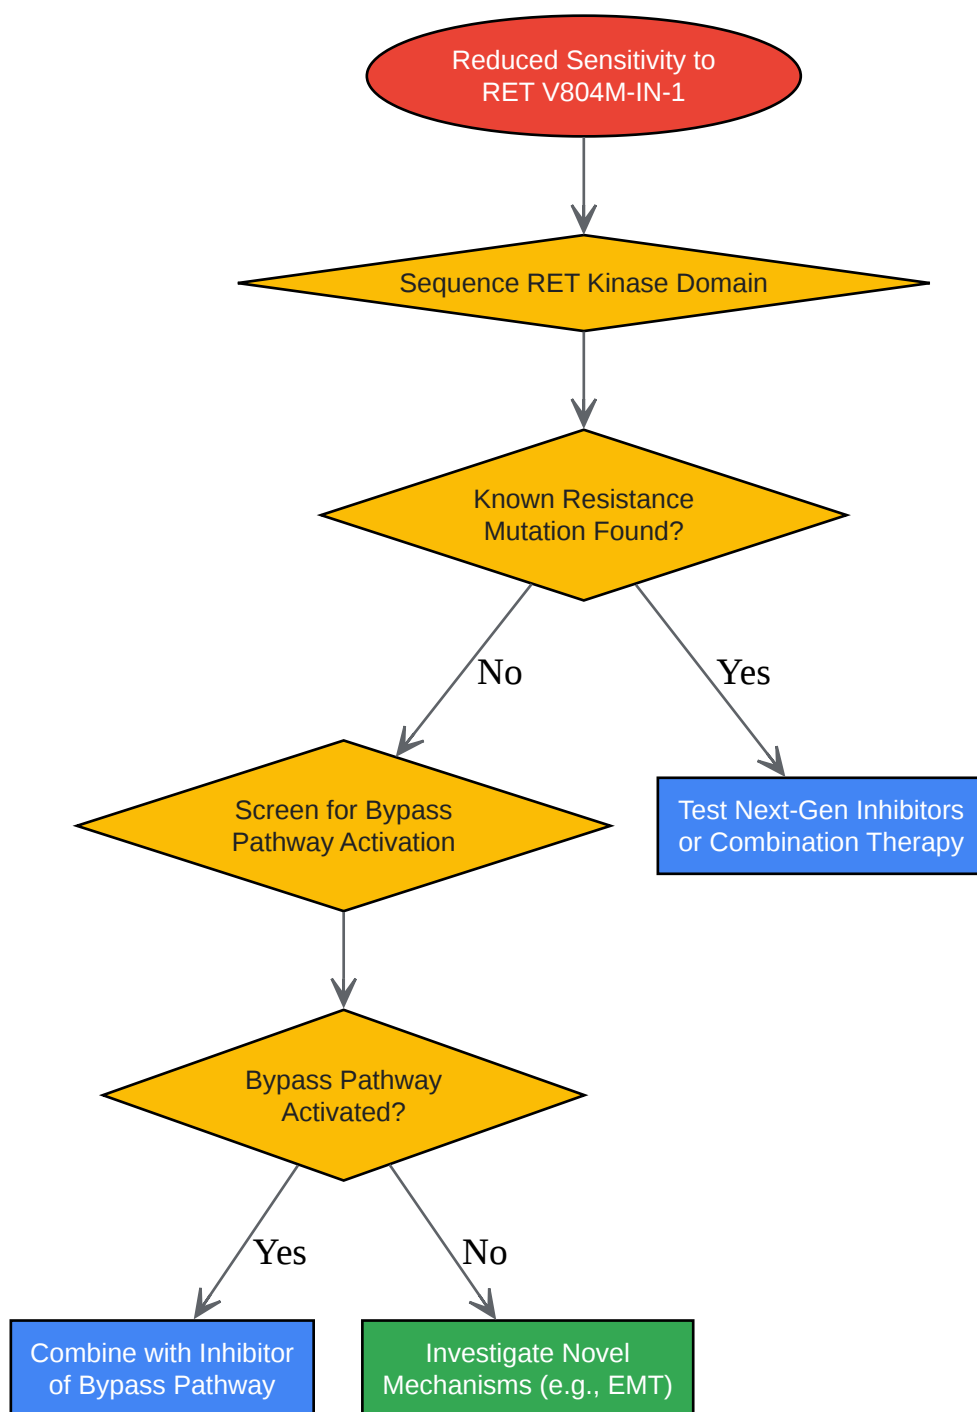 Reduced Sensitivity to
RET V804M-IN-1
Sequence RET Kinase Domain
Known Resistance
Mutation Found?
No
Yes
Screen for Bypass
Pathway Activation
Test Next-Gen Inhibitors
or Combination Therapy
Bypass Pathway
Activated?
Yes
No
Combine with Inhibitor
of Bypass Pathway
Investigate Novel
Mechanisms (e.g., EMT)